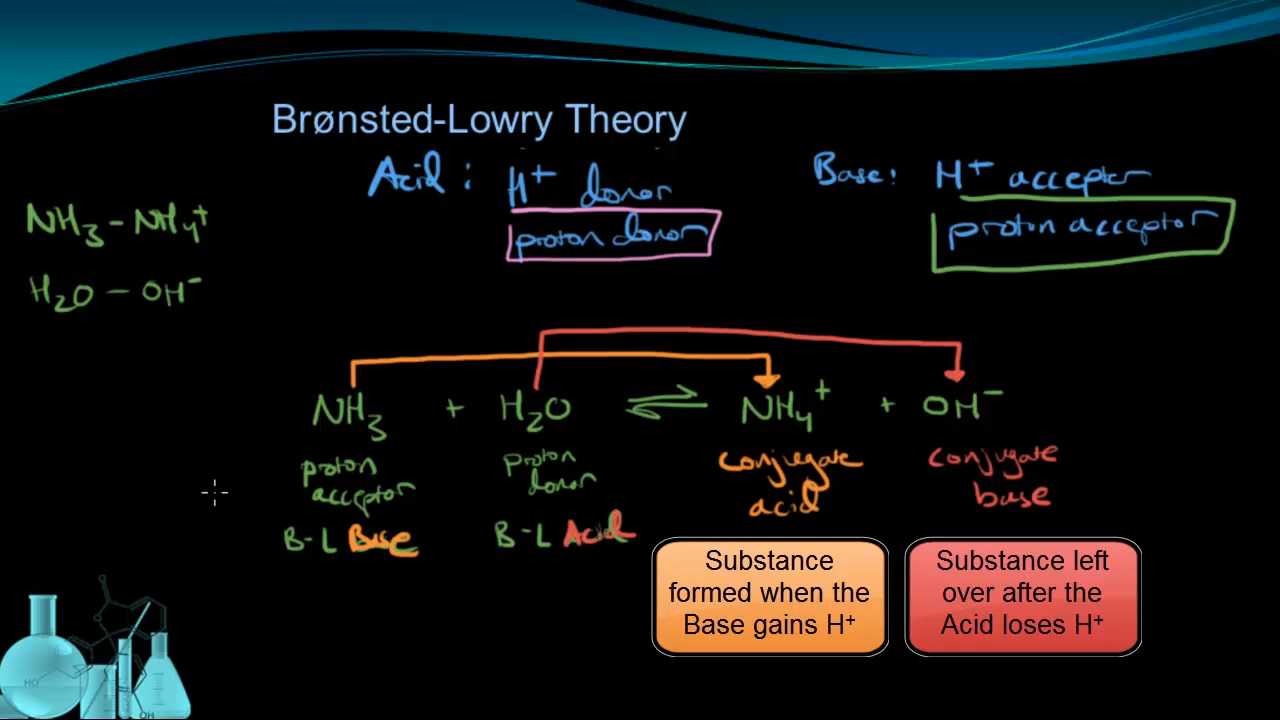 Brønsted-Lowry Theory
Acid: H⁺ donor
proton donor
Base: H⁺ acceptor
proton acceptor
NH₃ - NH₄⁺
H₂O - OH⁻
NH₃ + H₂O ⇌ NH₄⁺ + OH⁻
proton
acceptor
B-L Base
proton
donor
B-L Acid
conjugate
acid
conjugate
base
Substance
formed when the
Base gains H⁺
Substance left
over after the
Acid loses H⁺
HO
O
O
OH